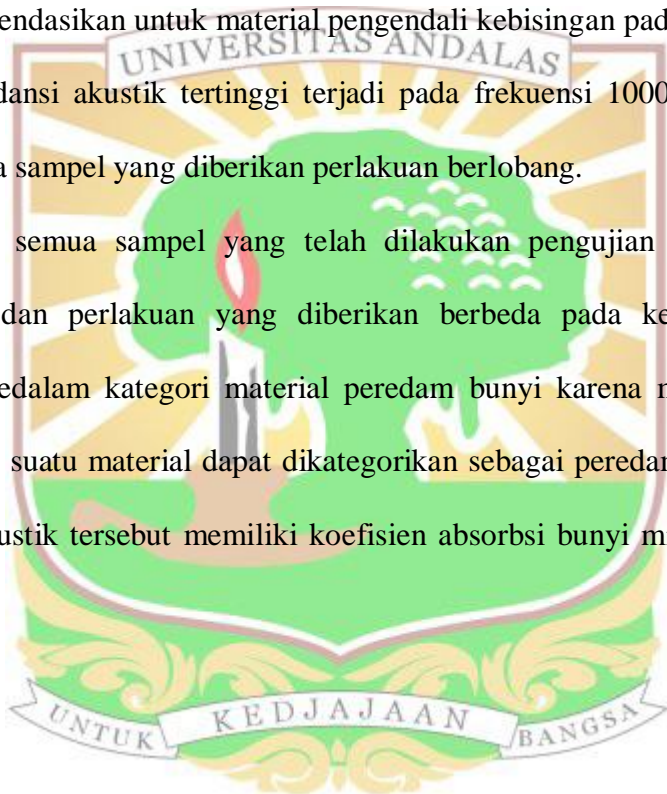 endasikan untuk material pengendali kebisingan pad
UNIVERSITAS ANDALAS
dansi akustik tertinggi terjadi pada frekuensi 1000
a sampel yang diberikan perlakuan berlobang.
semua sampel yang telah dilakukan pengujian
dan perlakuan yang diberikan berbeda pada ke
edalam kategori material peredam bunyi karena m
suatu material dapat dikategorikan sebagai peredam
ustik tersebut memiliki koefisien absorbsi bunyi mi
UNTUK KEDJAJAAN BANGSA